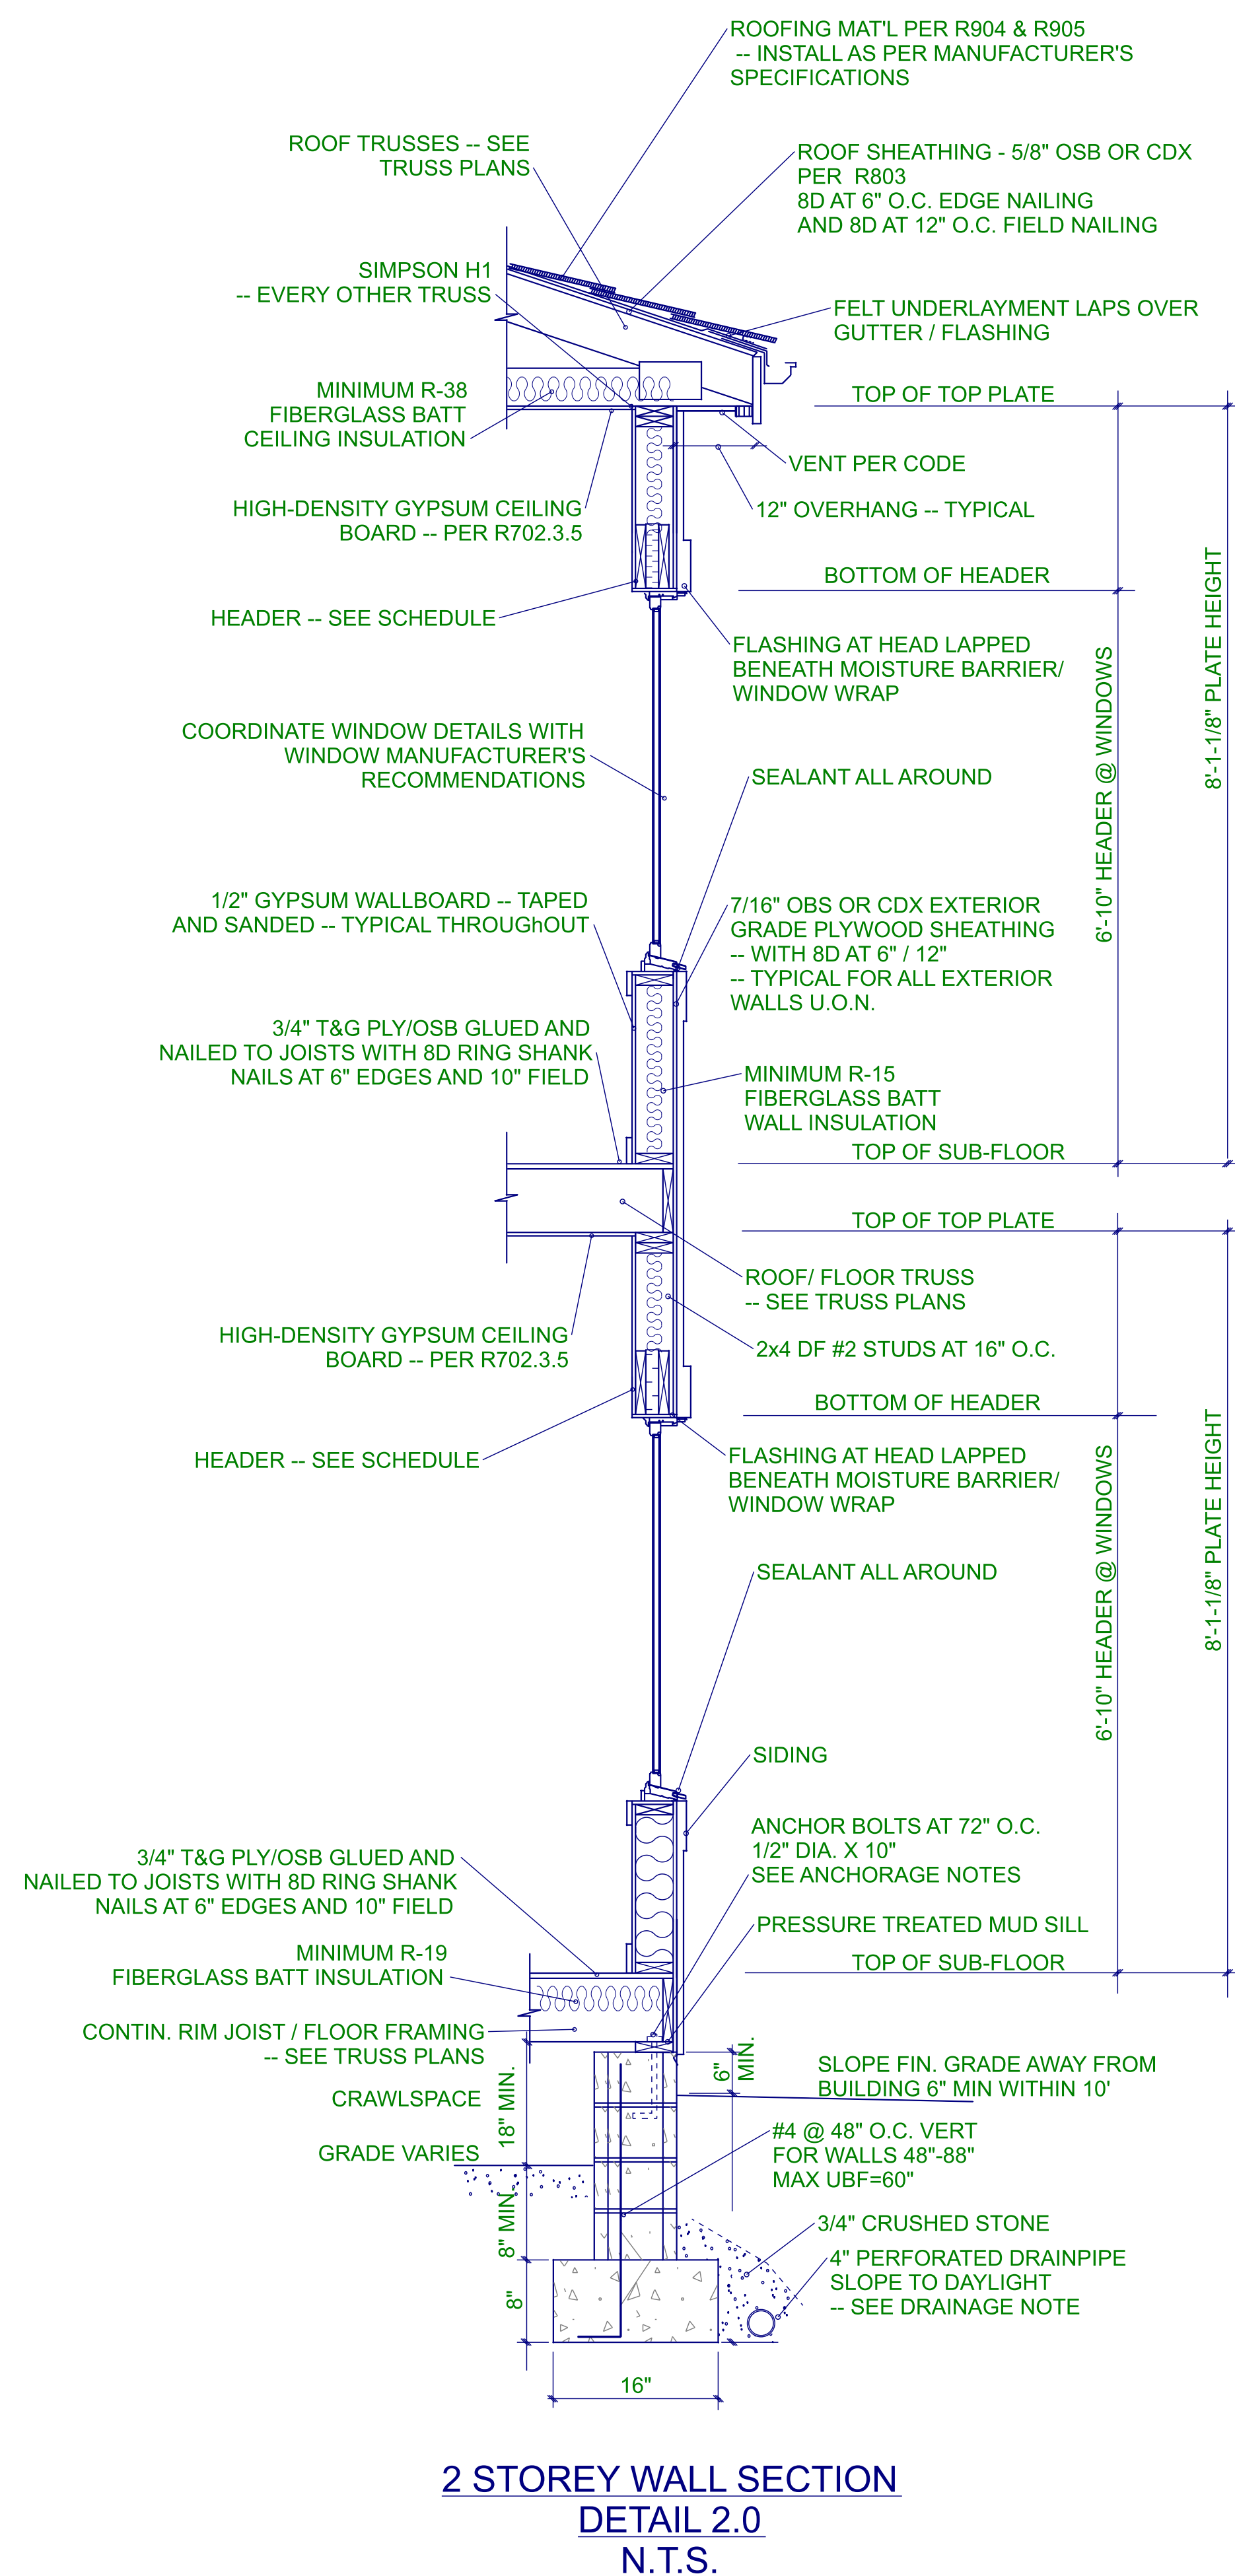 ROOFING MAT'L PER R904 & R905
-- INSTALL AS PER MANUFACTURER'S
SPECIFICATIONS
ROOF TRUSSES -- SEE
TRUSS PLANS
ROOF SHEATHING - 5/8" OSB OR CDX
PER R803
8D AT 6" O.C. EDGE NAILING
AND 8D AT 12" O.C. FIELD NAILING
SIMPSON H1
-- EVERY OTHER TRUSS
FELT UNDERLAYMENT LAPS OVER
GUTTER / FLASHING
MINIMUM R-38
FIBERGLASS BATT
CEILING INSULATION
TOP OF TOP PLATE
VENT PER CODE
HIGH-DENSITY GYPSUM CEILING
BOARD -- PER R702.3.5
12" OVERHANG -- TYPICAL
BOTTOM OF HEADER
HEADER -- SEE SCHEDULE
FLASHING AT HEAD LAPPED
BENEATH MOISTURE BARRIER/
WINDOW WRAP
6'-10" HEADER @ WINDOWS
8'-1-1/8" PLATE HEIGHT
COORDINATE WINDOW DETAILS WITH
WINDOW MANUFACTURER'S
RECOMMENDATIONS
SEALANT ALL AROUND
1/2" GYPSUM WALLBOARD -- TAPED
AND SANDED -- TYPICAL THROUGhOUT
7/16" OBS OR CDX EXTERIOR
GRADE PLYWOOD SHEATHING
-- WITH 8D AT 6" / 12"
-- TYPICAL FOR ALL EXTERIOR
WALLS U.O.N.
3/4" T&G PLY/OSB GLUED AND
NAILED TO JOISTS WITH 8D RING SHANK
NAILS AT 6" EDGES AND 10" FIELD
MINIMUM R-15
FIBERGLASS BATT
WALL INSULATION
TOP OF SUB-FLOOR
TOP OF TOP PLATE
ROOF/ FLOOR TRUSS
-- SEE TRUSS PLANS
HIGH-DENSITY GYPSUM CEILING
BOARD -- PER R702.3.5
2x4 DF #2 STUDS AT 16" O.C.
BOTTOM OF HEADER
HEADER -- SEE SCHEDULE
FLASHING AT HEAD LAPPED
BENEATH MOISTURE BARRIER/
WINDOW WRAP
6'-10" HEADER @ WINDOWS
8'-1-1/8" PLATE HEIGHT
SEALANT ALL AROUND
SIDING
ANCHOR BOLTS AT 72" O.C.
1/2" DIA. X 10"
SEE ANCHORAGE NOTES
3/4" T&G PLY/OSB GLUED AND
NAILED TO JOISTS WITH 8D RING SHANK
NAILS AT 6" EDGES AND 10" FIELD
PRESSURE TREATED MUD SILL
MINIMUM R-19
FIBERGLASS BATT INSULATION
TOP OF SUB-FLOOR
CONTIN. RIM JOIST / FLOOR FRAMING
-- SEE TRUSS PLANS
6"
MIN.
SLOPE FIN. GRADE AWAY FROM
BUILDING 6" MIN WITHIN 10'
CRAWLSPACE
18" MIN.
GRADE VARIES
#4 @ 48" O.C. VERT
FOR WALLS 48"-88"
MAX UBF=60"
8" MIN.
3/4" CRUSHED STONE
4" PERFORATED DRAINPIPE
SLOPE TO DAYLIGHT
-- SEE DRAINAGE NOTE
8"
16"
2 STOREY WALL SECTION
DETAIL 2.0
N.T.S.